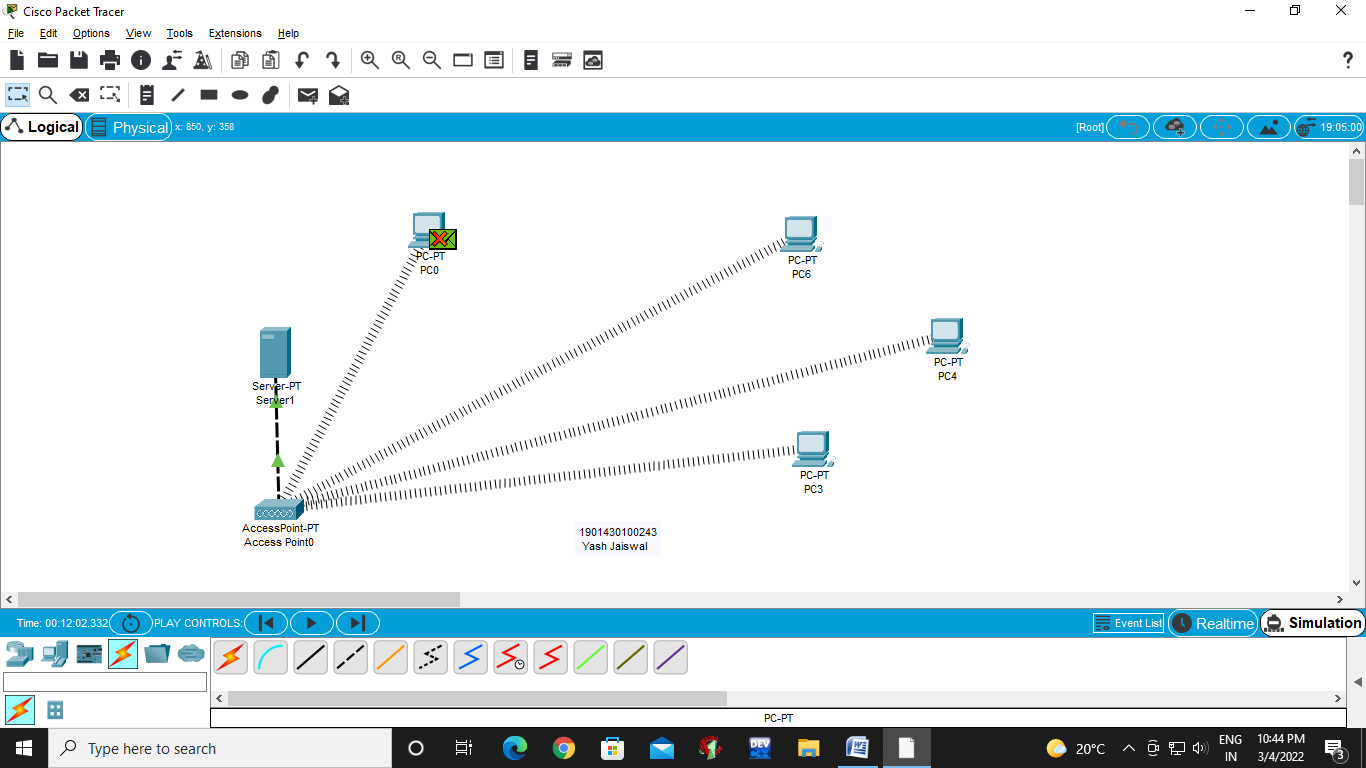 Cisco Packet Tracer
File Edit Options View Tools Extensions Help
Logical Physical x: 850, y: 358 [Root] 19:05:00
PC-PT
PC0
PC-PT
PC6
Server-PT
Server1
PC-PT
PC4
PC-PT
PC3
AccessPoint-PT
Access Point0
1901430100243
Yash Jaiswal
Time: 00:12:02.332 PLAY CONTROLS: Event List Realtime Simulation
PC-PT
Type here to search
DEV
20°C
ENG
IN
10:44 PM
3/4/2022
3